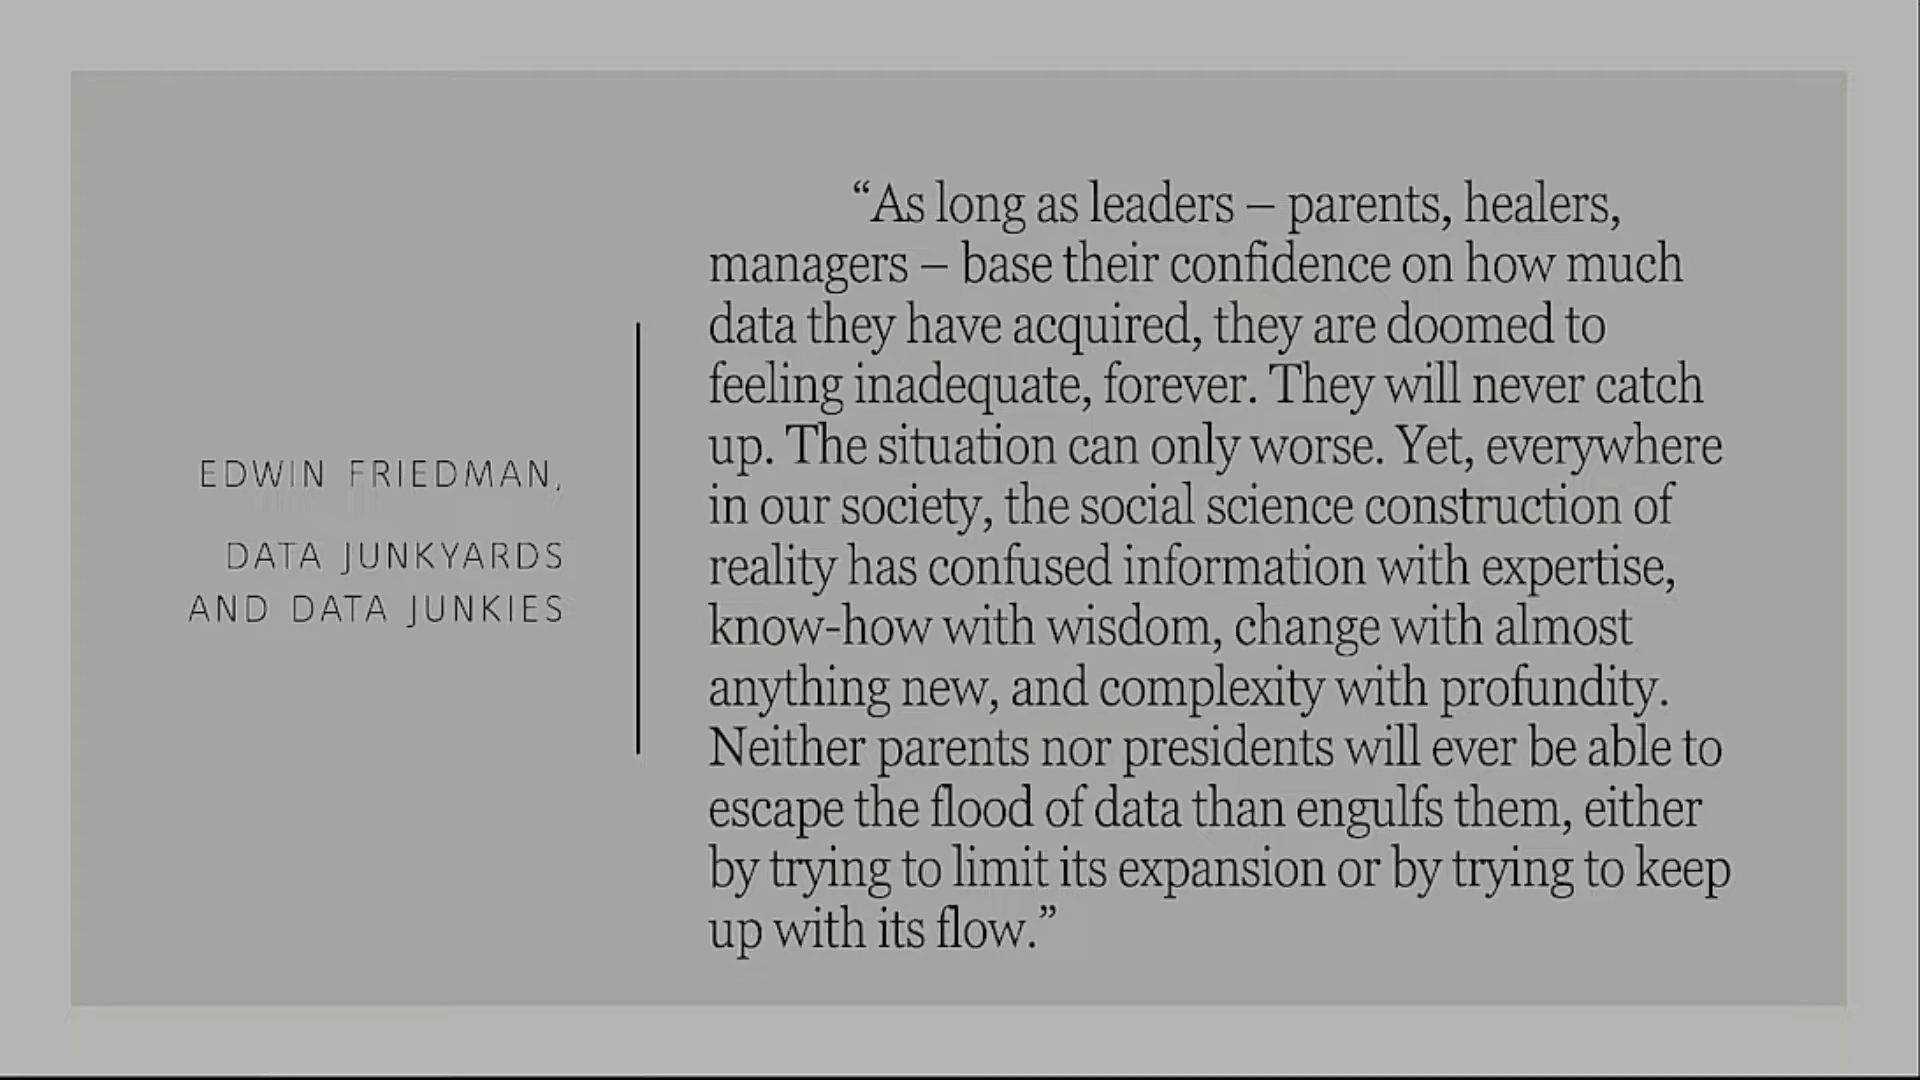 EDWIN FRIEDMAN,
DATA JUNKYARDS
AND DATA JUNKIES
“As long as leaders – parents, healers,
managers – base their confidence on how much
data they have acquired, they are doomed to
feeling inadequate, forever. They will never catch
up. The situation can only worse. Yet, everywhere
in our society, the social science construction of
reality has confused information with expertise,
know-how with wisdom, change with almost
anything new, and complexity with profundity.
Neither parents nor presidents will ever be able to
escape the flood of data than engulfs them, either
by trying to limit its expansion or by trying to keep
up with its flow.”